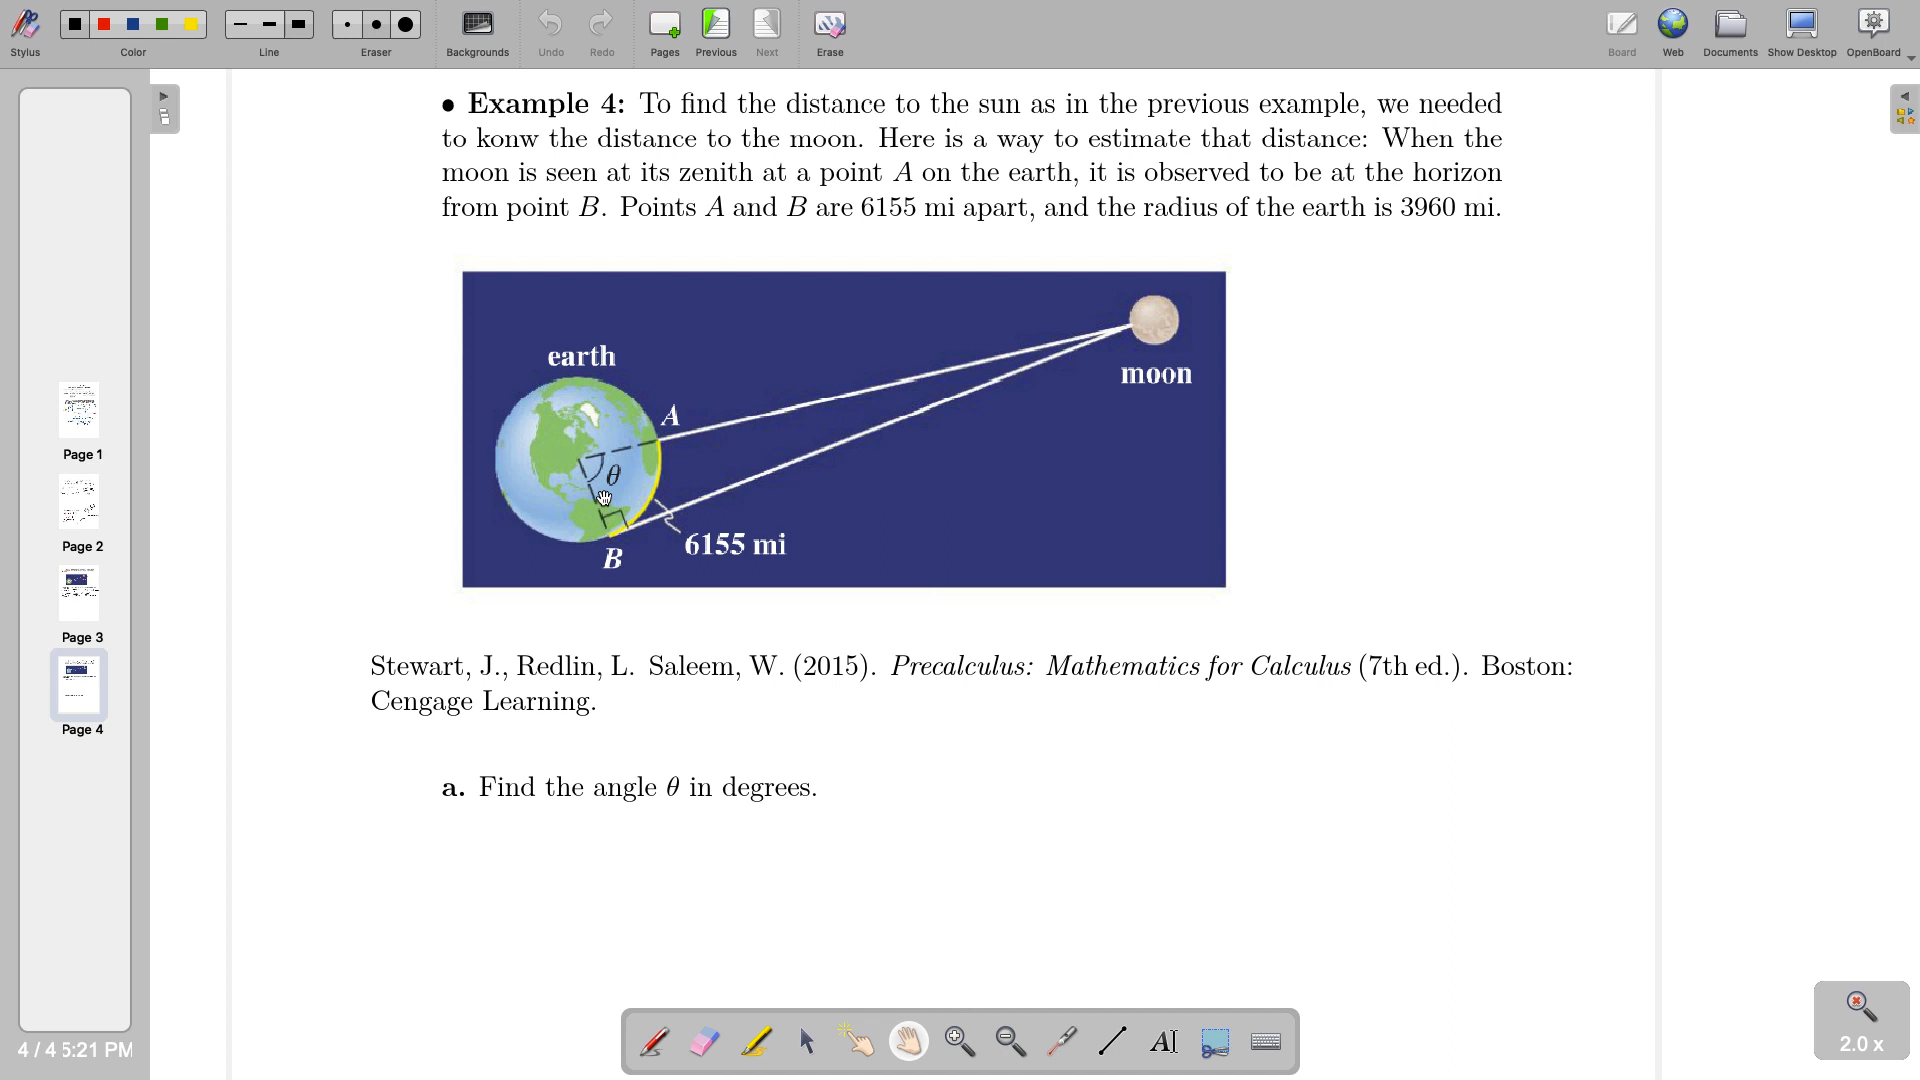 Stylus
Color
Line
Eraser
Backgrounds
Undo
Redo
Pages
Previous
Next
Erase
Board
Web
Documents
Show Desktop
OpenBoard
• Example 4: To find the distance to the sun as in the previous example, we needed
to konw the distance to the moon. Here is a way to estimate that distance: When the
moon is seen at its zenith at a point A on the earth, it is observed to be at the horizon
from point B. Points A and B are 6155 mi apart, and the radius of the earth is 3960 mi.
earth
moon
A
θ
6155 mi
B
Stewart, J., Redlin, L. Saleem, W. (2015). Precalculus: Mathematics for Calculus (7th ed.). Boston:
Cengage Learning.
a. Find the angle θ in degrees.
Page 1
Page 2
Page 3
Page 4
4 / 4 5:21 PM
2.0 x